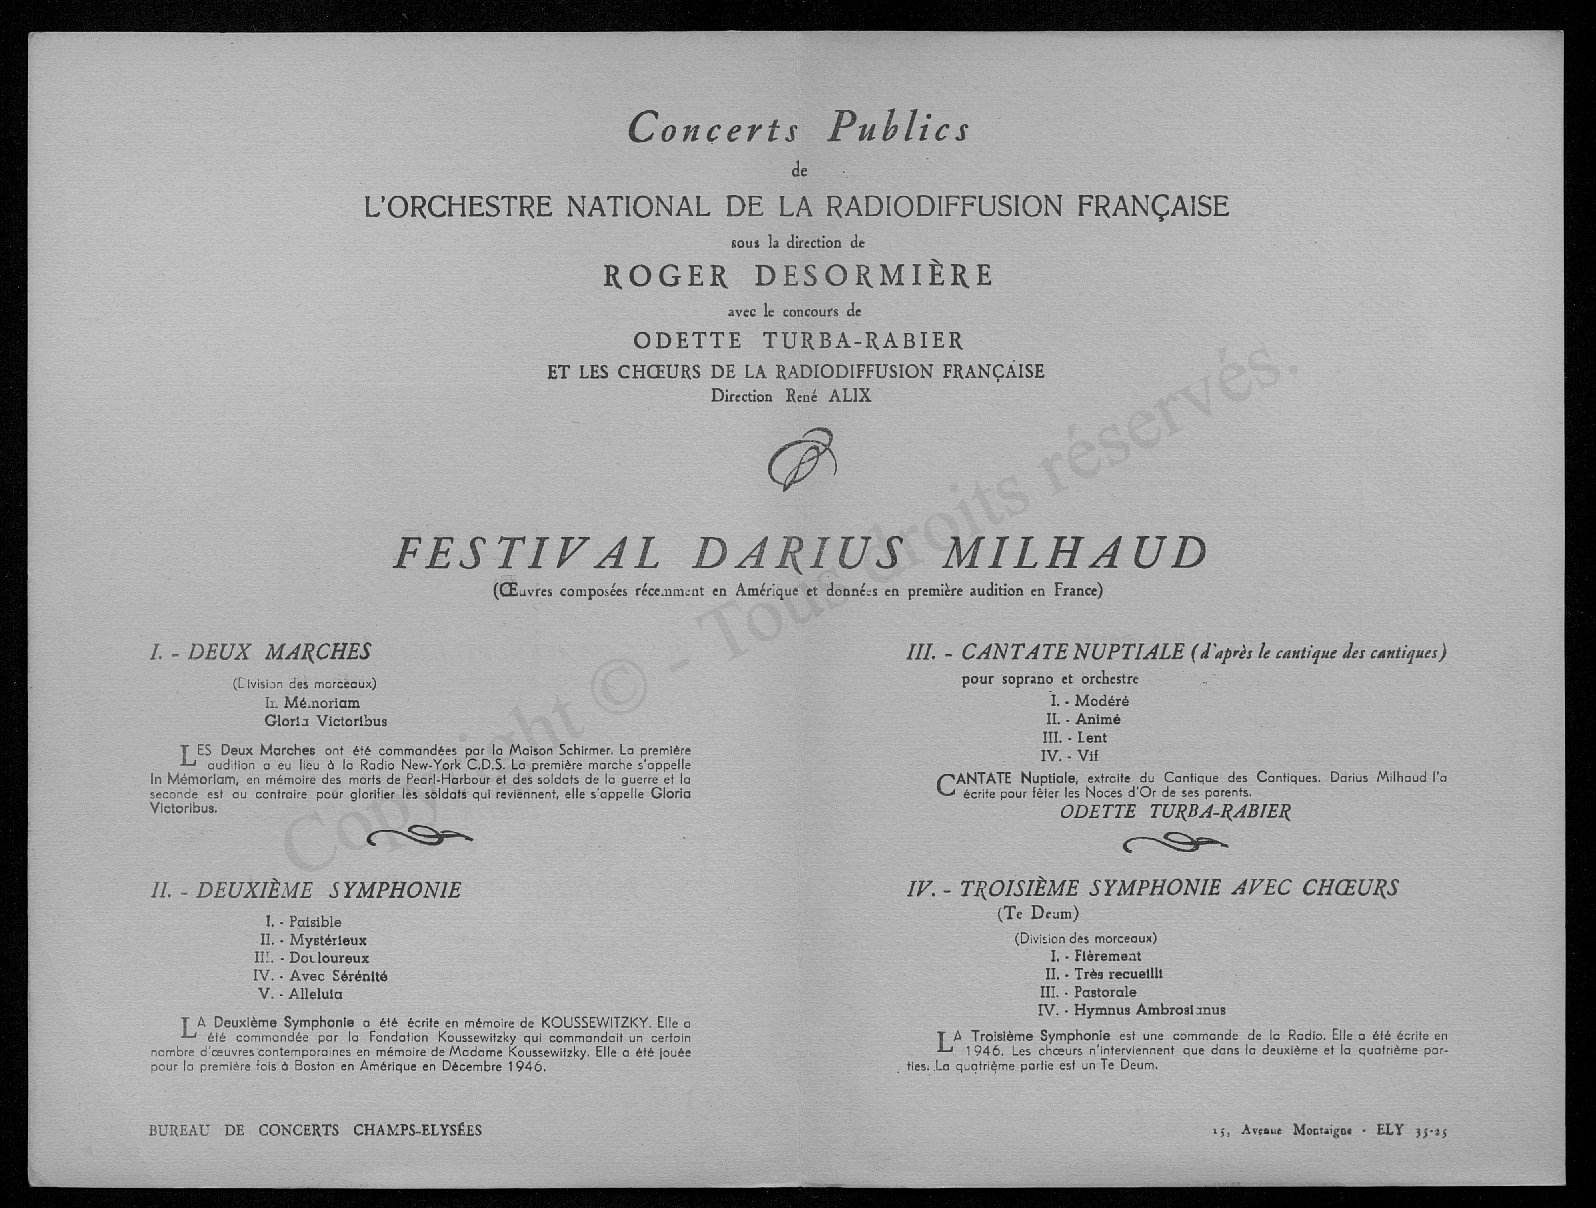 Concerts Publics
de
L'ORCHESTRE NATIONAL DE LA RADIODIFFUSION FRANÇAISE
sous la direction de
ROGER DESORMIÈRE
avec le concours de
ODETTE TURBA-RABIER
ET LES CHŒURS DE LA RADIODIFFUSION FRANÇAISE
Direction René ALIX
FESTIVAL DARIUS MILHAUD
(Œuvres composées récemment en Amérique et données en première audition en France)
I. - DEUX MARCHES
(Division des morceaux)
In Mémoriam
Gloria Victoribus
LES Deux Marches ont été commandées par la Maison Schirmer. La première
audition a eu lieu à la Radio New-York C.D.S. La première marche s'appelle
In Mémoriam, en mémoire des morts de Pearl-Harbour et des soldats de la guerre et la
seconde est au contraire pour glorifier les soldats qui reviennent, elle s'appelle Gloria
Victoribus.
II. - DEUXIÈME SYMPHONIE
I. - Paisible
II. - Mystérieux
III. - Douloureux
IV. - Avec Sérénité
V. - Alleluia
LA Deuxième Symphonie a été écrite en mémoire de KOUSSEWITZKY. Elle a
été commandée par la Fondation Koussewitzky qui commandait un certain
nombre d'œuvres contemporaines en mémoire de Madame Koussewitzky. Elle a été jouée
pour la première fois à Boston en Amérique en Décembre 1946.
BUREAU DE CONCERTS CHAMPS-ELYSÉES
III. - CANTATE NUPTIALE (d'après le cantique des cantiques)
pour soprano et orchestre
I. - Modéré
II. - Animé
III. - Lent
IV. - Vif
CANTATE Nuptiale, extraite du Cantique des Cantiques. Darius Milhaud l'a
écrite pour fêter les Noces d'Or de ses parents.
ODETTE TURBA-RABIER
IV. - TROISIÈME SYMPHONIE AVEC CHŒURS
(Te Deum)
(Division des morceaux)
I. - Fièrement
II. - Très recueilli
III. - Pastorale
IV. - Hymnus Ambrosianus
LA Troisième Symphonie est une commande de la Radio. Elle a été écrite en
1946. Les chœurs n'interviennent que dans la deuxième et la quatrième par-
ties. La quatrième partie est un Te Deum.
15, Avenue Montaigne - ELY 35-25
Copyright © - Tous droits réservés.